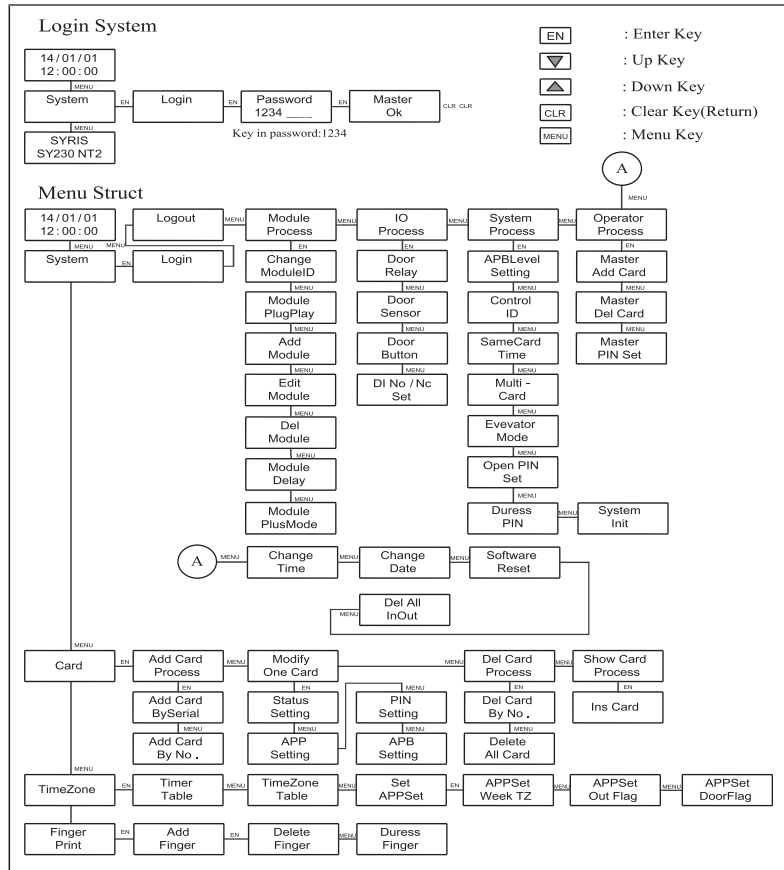 Login System
14/01/01
12:00:00
MENU
System
EN
Login
EN
Password
1234 ____
EN
Master
Ok
CLR CLR
MENU
SYRIS
SY230 NT2
Key in password:1234
EN : Enter Key
: Up Key
: Down Key
CLR : Clear Key(Return)
MENU : Menu Key
Menu Struct
A
MENU
14/01/01
12:00:00
Logout
MENU
Module
Process
MENU
IO
Process
MENU
System
Process
MENU
Operator
Process
MENU
MENU
System
EN
Login
EN
Change
ModuleID
MENU
Module
PlugPlay
MENU
Add
Module
MENU
Edit
Module
MENU
Del
Module
MENU
Module
Delay
MENU
Module
PlusMode
EN
Door
Relay
MENU
Door
Sensor
MENU
Door
Button
MENU
DI No /Nc
Set
EN
APBLevel
Setting
MENU
Control
ID
MENU
SameCard
Time
MENU
Multi -
Card
MENU
Evevator
Mode
MENU
Open PIN
Set
MENU
Duress
PIN
MENU
System
Init
EN
Master
Add Card
MENU
Master
Del Card
MENU
Master
PIN Set
A
MENU
Change
Time
MENU
Change
Date
MENU
Software
Reset
MENU
Del All
InOut
MENU
Card
EN
Add Card
Process
MENU
Modify
One Card
MENU
Del Card
Process
MENU
Show Card
Process
EN
Add Card
BySerial
MENU
Add Card
By No .
EN
Status
Setting
MENU
APP
Setting
MENU
PIN
Setting
MENU
APB
Setting
EN
Del Card
By No .
MENU
Delete
All Card
EN
Ins Card
MENU
TimeZone
EN
Timer
Table
MENU
TimeZone
Table
MENU
Set
APPSet
EN
APPSet
Week TZ
MENU
APPSet
Out Flag
MENU
APPSet
DoorFlag
Finger
Print
EN
Add
Finger
EN
Delete
Finger
MENU
Duress
Finger